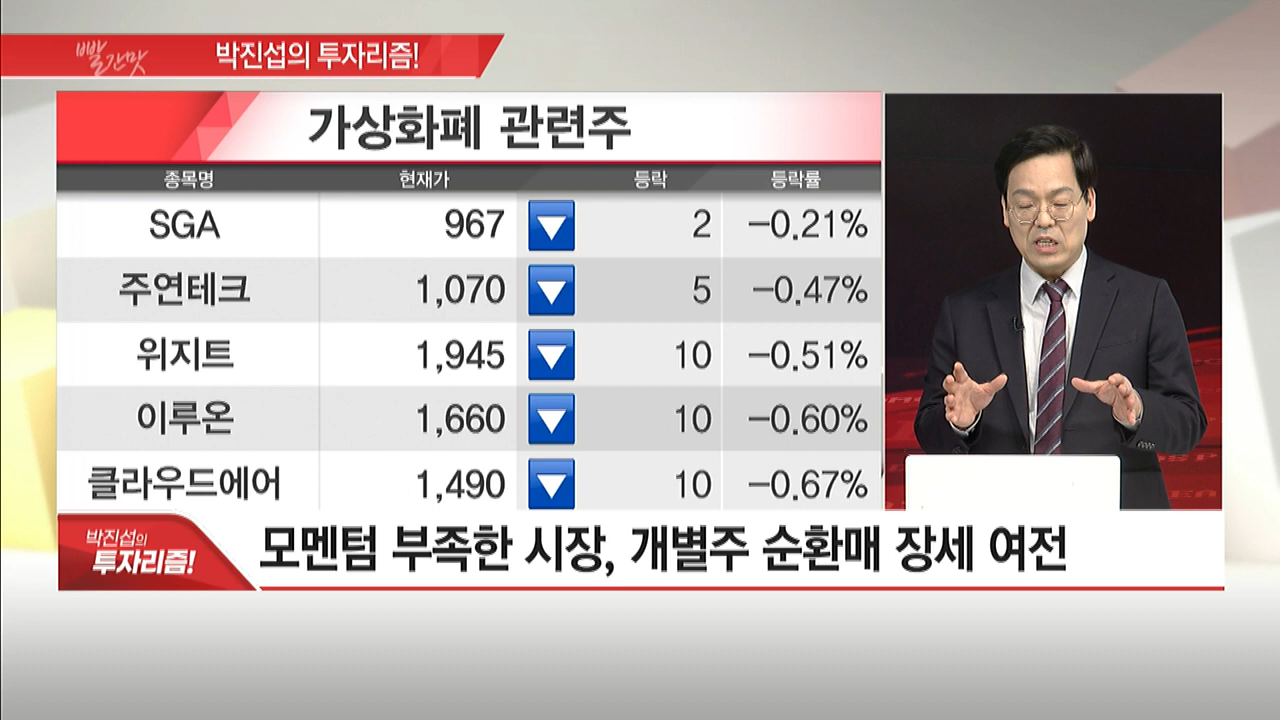 빨간맛 박진섭의 투자리즘!
가상화폐 관련주
종목명 현재가 등락 등락률
SGA 967 ▼ 2 -0.21%
주연테크 1,070 ▼ 5 -0.47%
위지트 1,945 ▼ 10 -0.51%
이루온 1,660 ▼ 10 -0.60%
클라우드에어 1,490 ▼ 10 -0.67%
박진섭의
투자리즘!
모멘텀 부족한 시장, 개별주 순환매 장세 여전